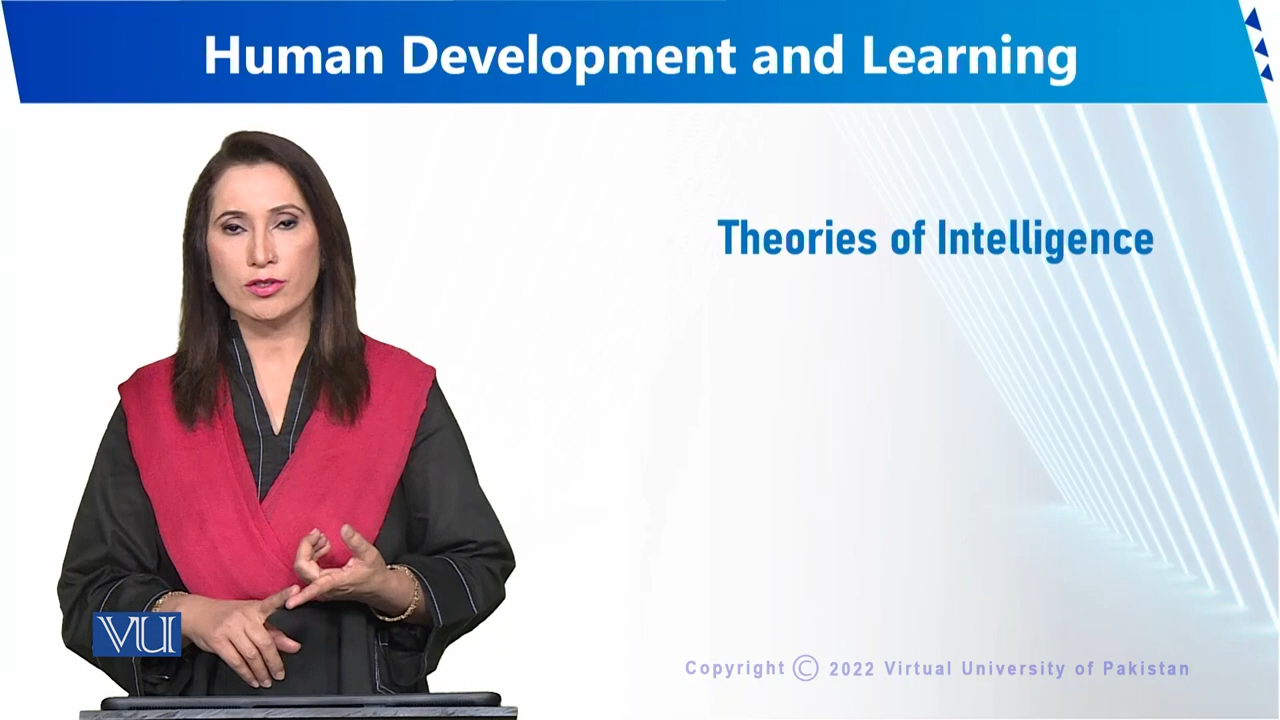 Human Development and Learning
Theories of Intelligence
VU
Copyright © 2022 Virtual University of Pakistan